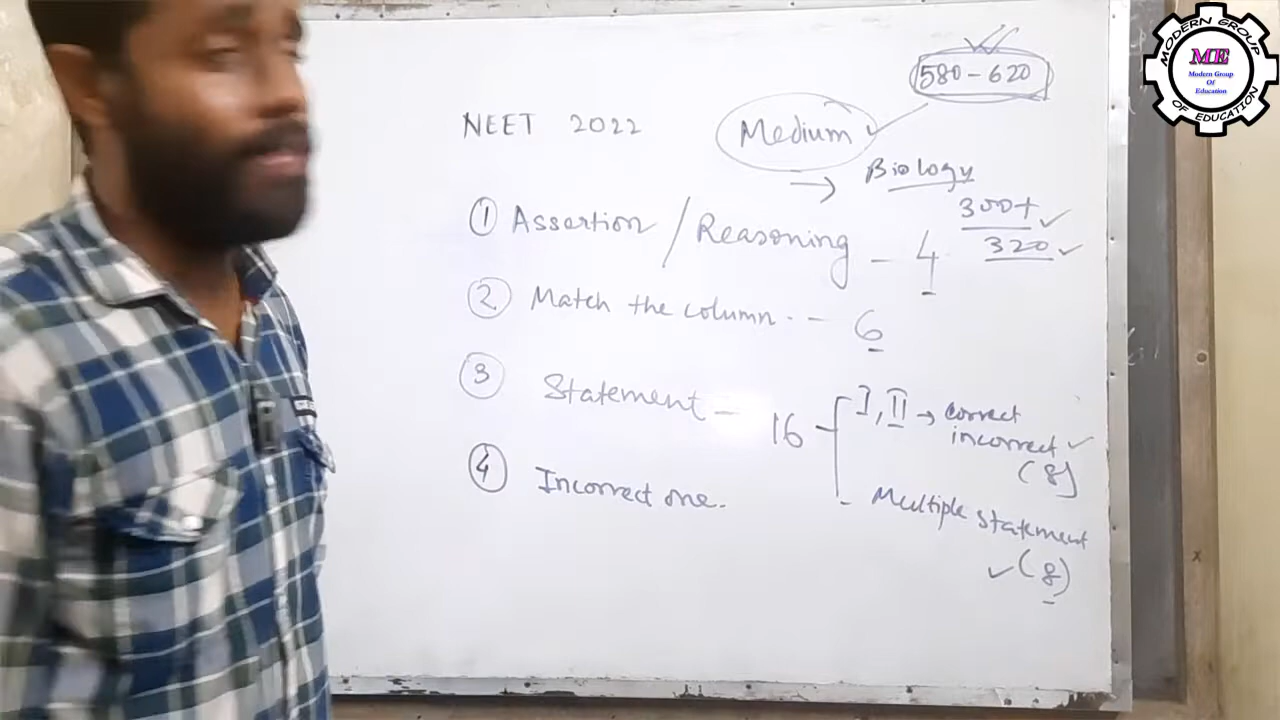 580-620
NEET 2022
Medium
→ Biology
300+
320
① Assertion / Reasoning - 4
② Match the column - 6
③ Statement - 16
I, II → correct
incorrect
(8)
Multiple statement
(8)
④ Incorrect one.
MODERN GROUP
ME
Modern Group
Of
Education
OF EDUCATION